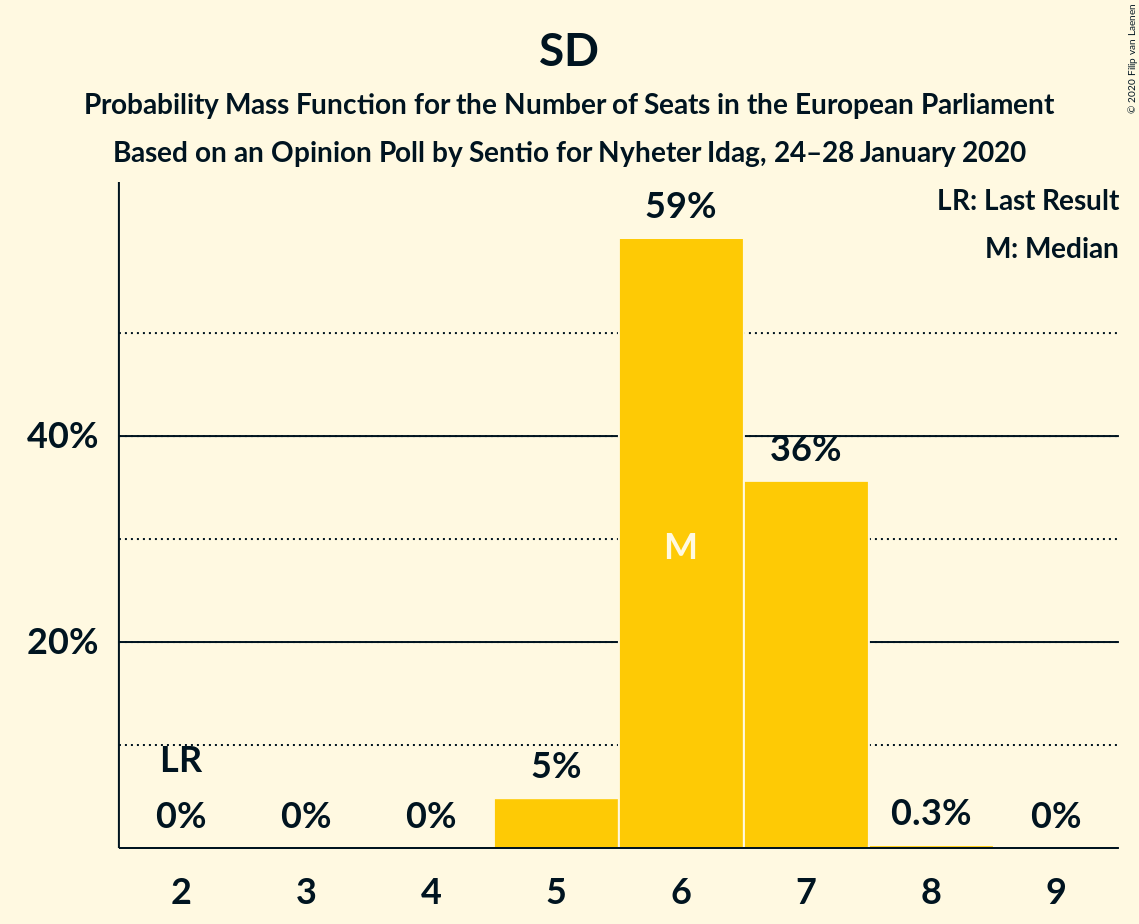 SD
Probability Mass Function for the Number of Seats in the European Parliament
Based on an Opinion Poll by Sentio for Nyheter Idag, 24–28 January 2020
© 2020 Filip van Laenen
LR: Last Result
M: Median
59%
40%
36%
M
20%
LR
5%
0% 0% 0% 0.3% 0%
2 3 4 5 6 7 8 9